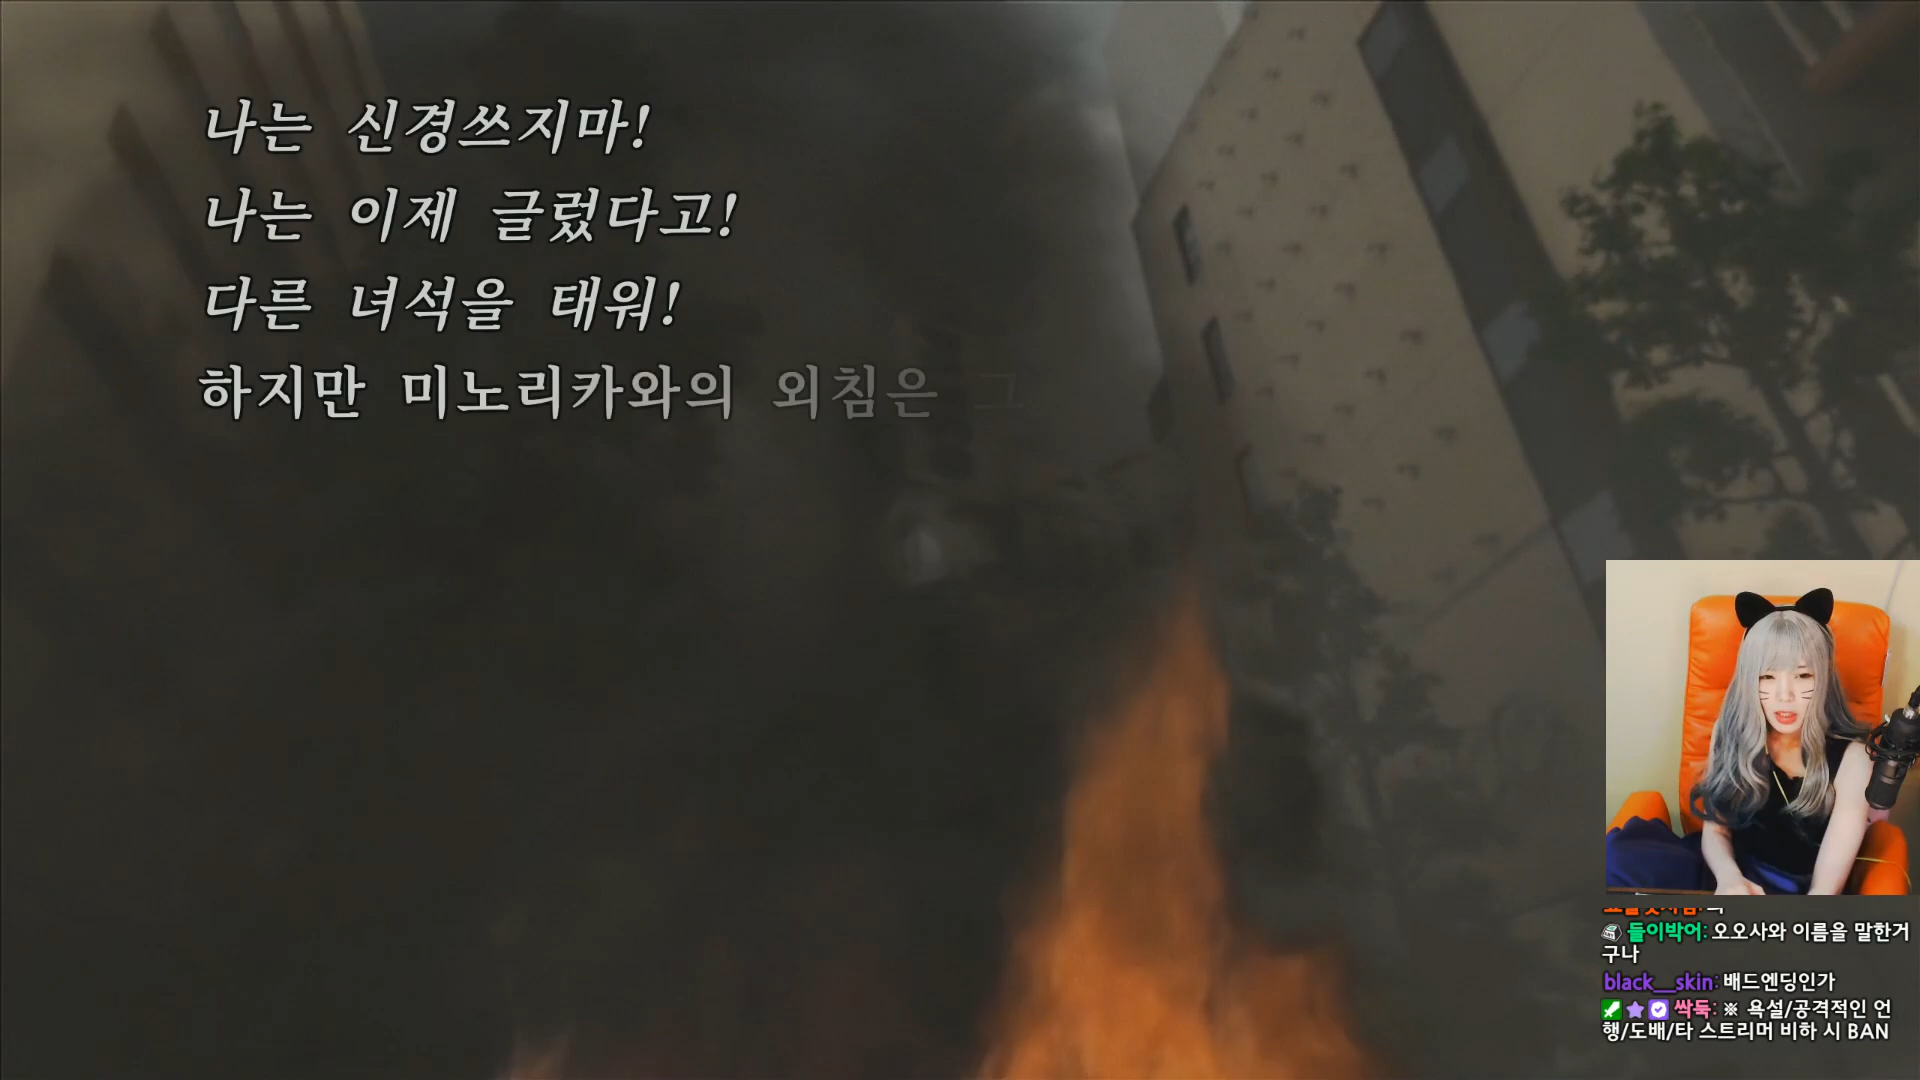 나는 신경쓰지마!
나는 이제 글렀다고!
다른 녀석을 태워!
하지만 미노리카와의 외침은 그
들이박어: 오오사와 이름을 말한거
구나
black__skin: 배드엔딩인가
싹둑: ※ 욕설/공격적인 언
행/도배/타 스트리머 비하 시 BAN